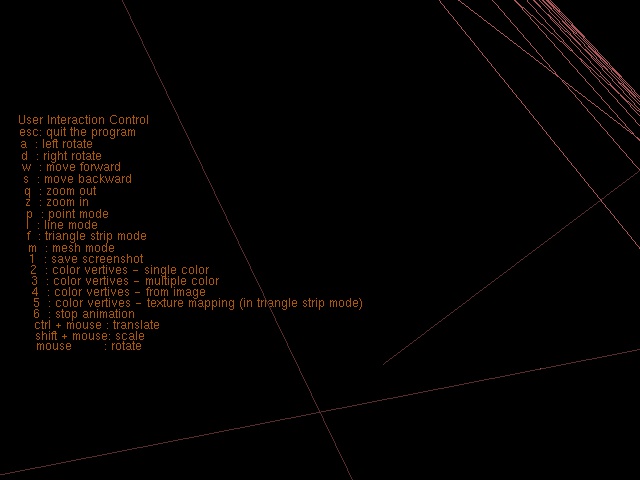 User Interaction Control
esc: quit the program
a : left rotate
d : right rotate
w : move forward
s : move backward
q : zoom out
z : zoom in
p : point mode
l : line mode
f : triangle strip mode
m : mesh mode
1 : save screenshot
2 : color vertives - single color
3 : color vertives - multiple color
4 : color vertives - from image
5 : color vertives - texture mapping (in triangle strip mode)
6 : stop animation
ctrl + mouse : translate
shift + mouse: scale
mouse : rotate